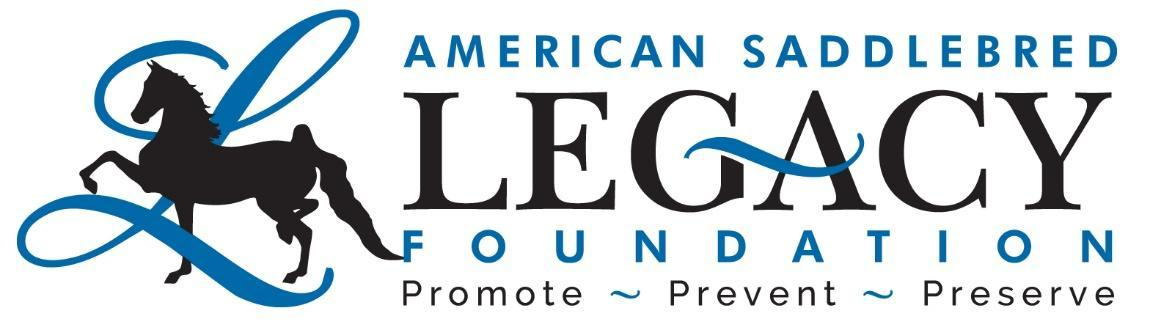 L
AMERICAN SADDLEBRED
LEGACY
FOUNDATION
Promote ~ Prevent ~ Preserve